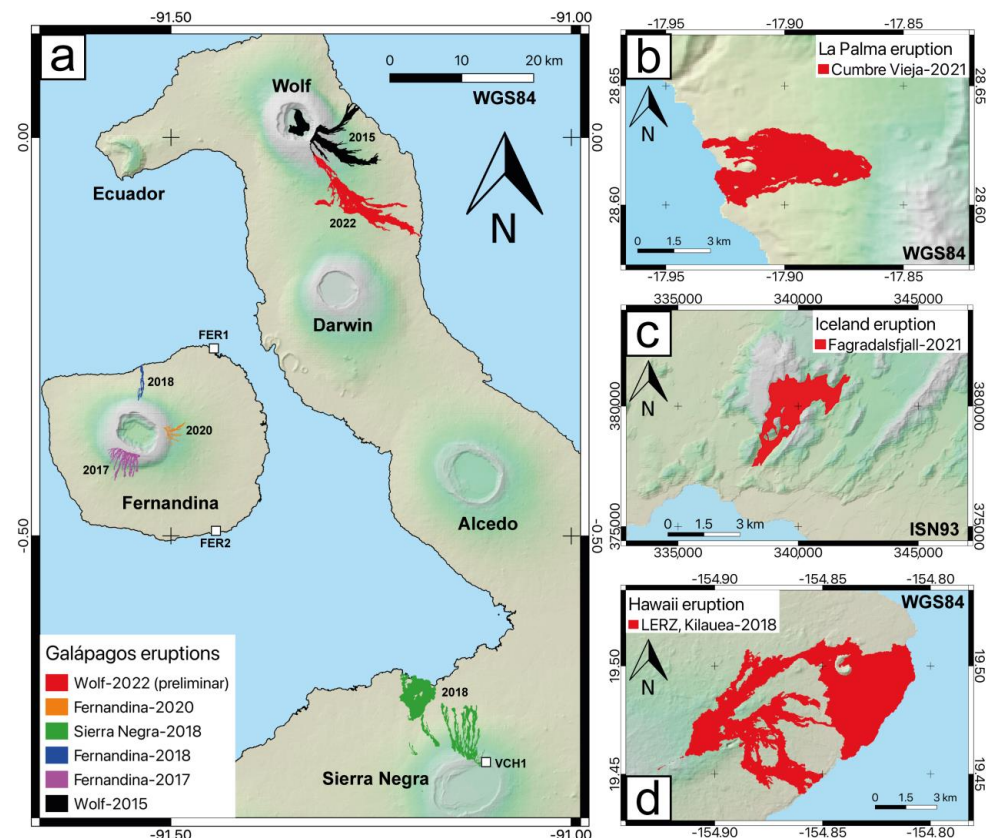 -91.50
-91.00
a
0 10 20 km
WGS84
Wolf
2015
0.00
0.00
Ecuador
N
2022
Darwin
FER1
2018
2020
2017
Fernandina
Alcedo
-0.50
FER2
-0.50
Galápagos eruptions
Wolf-2022 (preliminar)
Fernandina-2020
Sierra Negra-2018
Fernandina-2018
Fernandina-2017
Wolf-2015
2018
VCH1
Sierra Negra
-91.50
-91.00
-17.95
-17.90
-17.85
b
La Palma eruption
Cumbre Vieja-2021
28.65
28.65
N
28.60
28.60
0 1.5 3 km
WGS84
-17.95
-17.90
-17.85
335000
340000
345000
c
Iceland eruption
Fagradalsfjall-2021
N
380000
380000
375000
375000
0 1.5 3 km
ISN93
335000
340000
345000
-154.90
-154.85
-154.80
WGS84
Hawaii eruption
LERZ, Kilauea-2018
N
19.50
19.50
19.45
19.45
0 1.5 3 km
d
-154.90
-154.85
-154.80